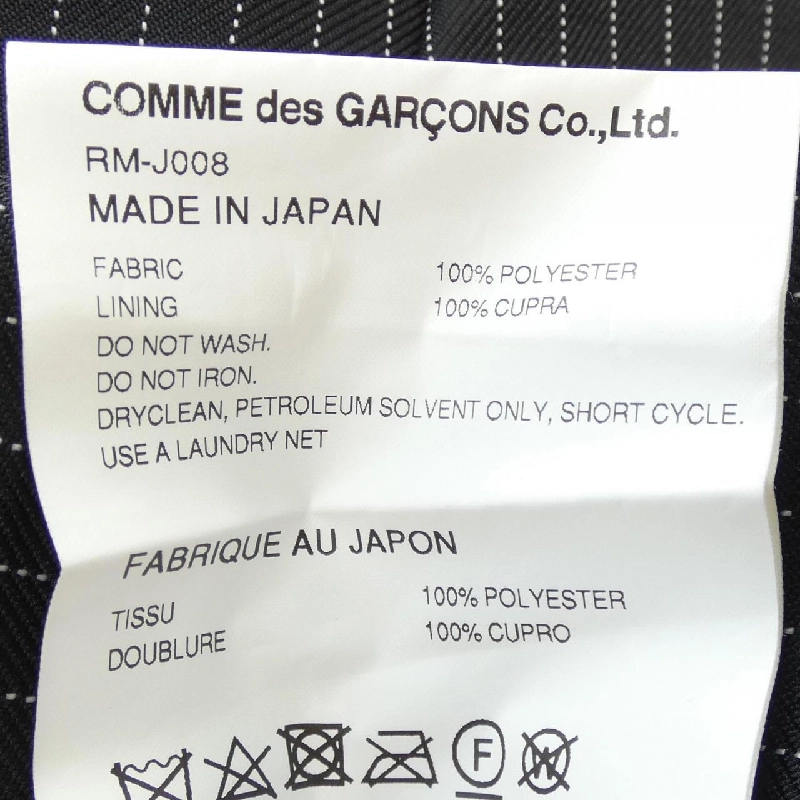 COMME des GARÇONS Co.,Ltd.
RM-J008
MADE IN JAPAN
FABRIC 100% POLYESTER
LINING 100% CUPRA
DO NOT WASH.
DO NOT IRON.
DRYCLEAN, PETROLEUM SOLVENT ONLY, SHORT CYCLE.
USE A LAUNDRY NET
FABRIQUE AU JAPON
TISSU 100% POLYESTER
DOUBLURE 100% CUPRO
F W